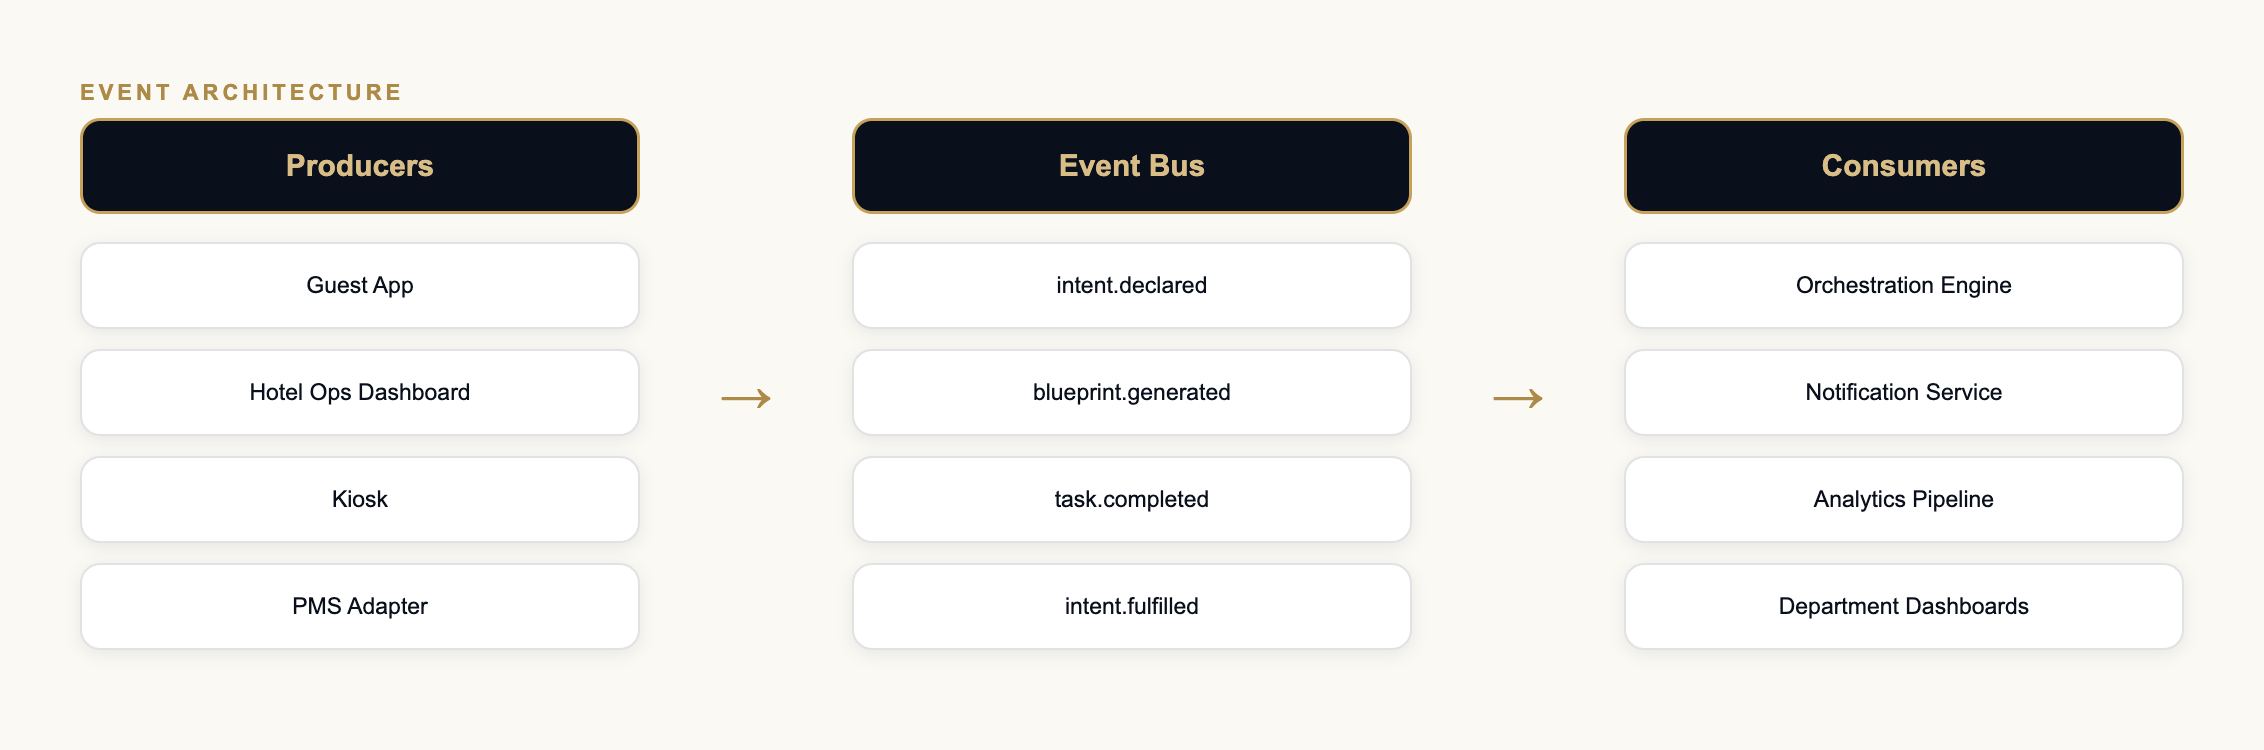 EVENT ARCHITECTURE
Producers
Guest App
Hotel Ops Dashboard
Kiosk
PMS Adapter
→
Event Bus
intent.declared
blueprint.generated
task.completed
intent.fulfilled
→
Consumers
Orchestration Engine
Notification Service
Analytics Pipeline
Department Dashboards